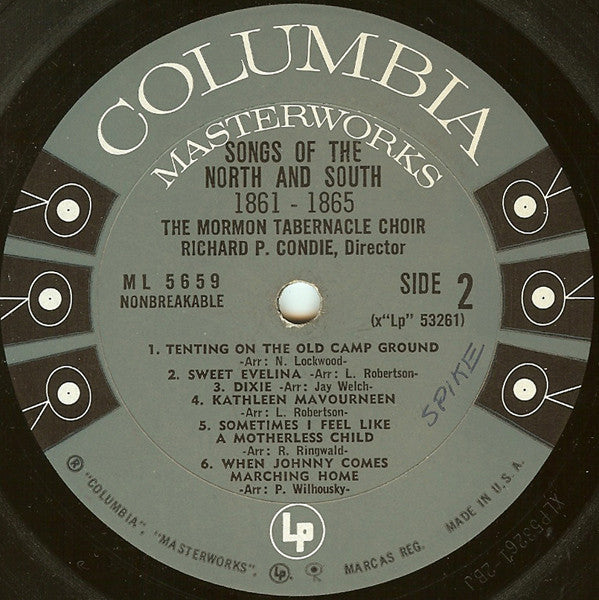 COLUMBIA
MASTERWORKS
SONGS OF THE
NORTH AND SOUTH
1861 - 1865
THE MORMON TABERNACLE CHOIR
RICHARD P. CONDIE, Director
ML 5659
NONBREAKABLE
SIDE 2
(x"Lp" 53261)
1. TENTING ON THE OLD CAMP GROUND
-Arr: N. Lockwood-
2. SWEET EVELINA -Arr: L. Robertson-
3. DIXIE -Arr: Jay Welch-
4. KATHLEEN MAVOURNEEN
-Arr: L. Robertson-
5. SOMETIMES I FEEL LIKE
A MOTHERLESS CHILD
-Arr: R. Ringwald-
6. WHEN JOHNNY COMES
MARCHING HOME
-Arr: P. Wilhousky-
SPIKE
Lp
® "COLUMBIA", "MASTERWORKS", Lp, MARCAS REG. MADE IN U.S.A.
XLP53261-2BJ